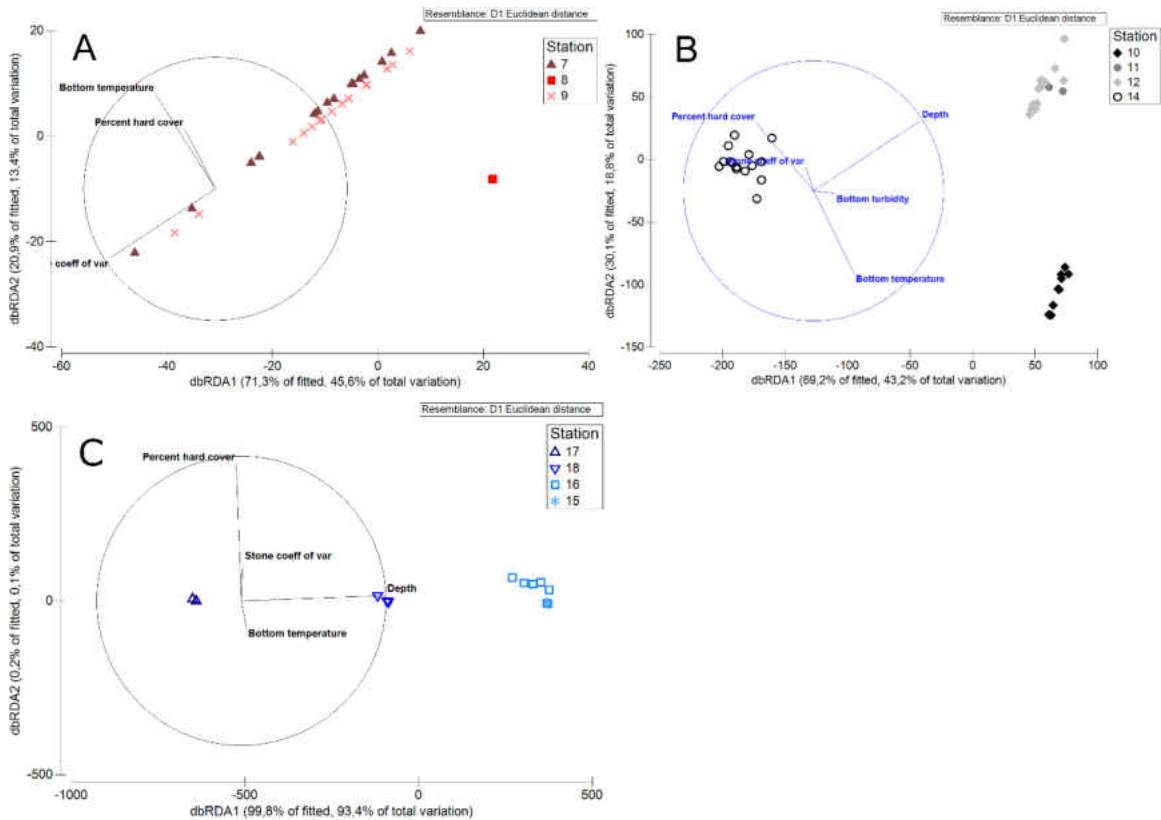 Resemblance: D1 Euclidean distance
A
Station
7
8
9
Bottom temperature
Percent hard cover
coeff of var
20
0
-20
-40
-60
-40
-20
0
20
40
dbRDA2 (20,9% of fitted, 13,4% of total variation)
dbRDA1 (71,3% of fitted, 45,6% of total variation)
Resemblance: D1 Euclidean distance
B
Station
10
11
12
14
Percent hard cover
Depth
Stone coeff of var
Bottom turbidity
Bottom temperature
100
50
0
-50
-100
-150
-250
-200
-150
-100
-50
0
50
100
dbRDA2 (30,1% of fitted, 18,8% of total variation)
dbRDA1 (69,2% of fitted, 43,2% of total variation)
Resemblance: D1 Euclidean distance
C
Station
17
18
16
15
Percent hard cover
Stone coeff of var
Depth
Bottom temperature
500
0
-500
-1000
-500
0
500
dbRDA2 (0,2% of fitted, 0,1% of total variation)
dbRDA1 (99,8% of fitted, 93,4% of total variation)